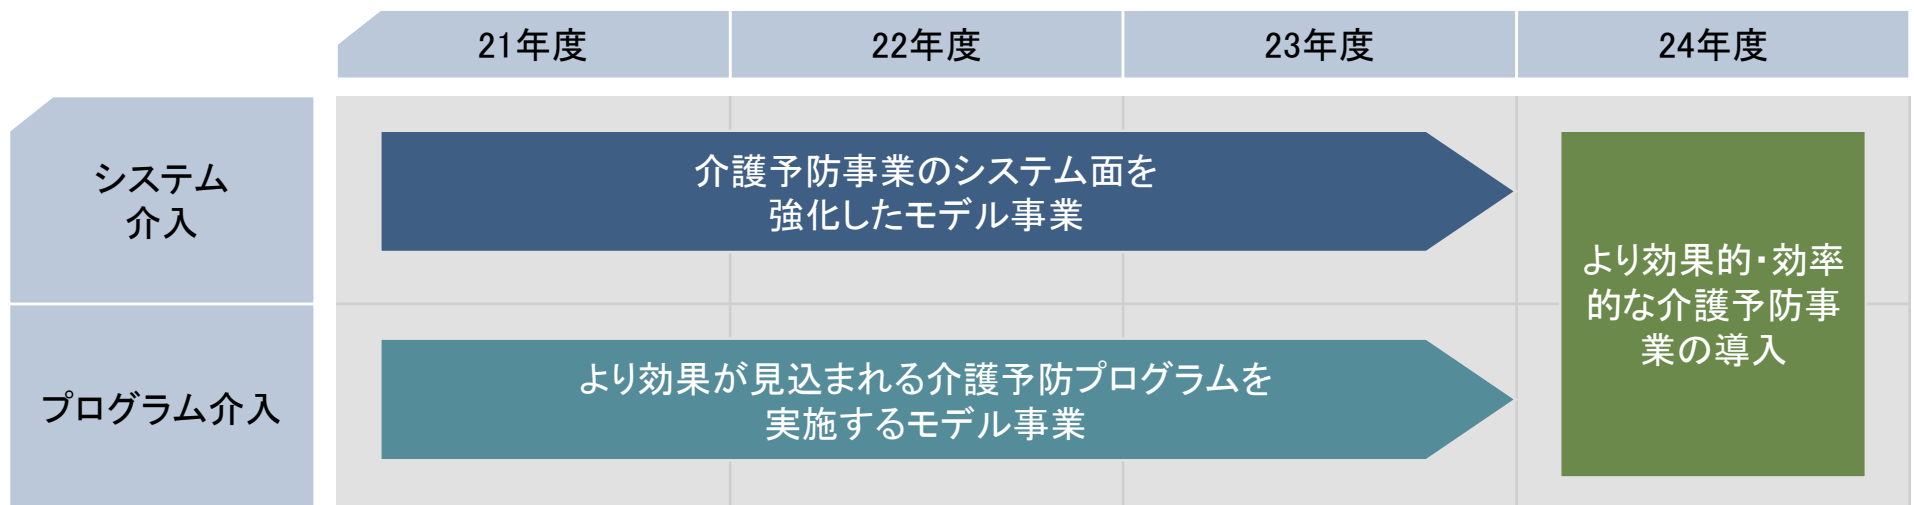 21年度
22年度
23年度
24年度
システム
介入
介護予防事業のシステム面を
強化したモデル事業
プログラム介入
より効果が見込まれる介護予防プログラムを
実施するモデル事業
より効果的・効率
的な介護予防事
業の導入